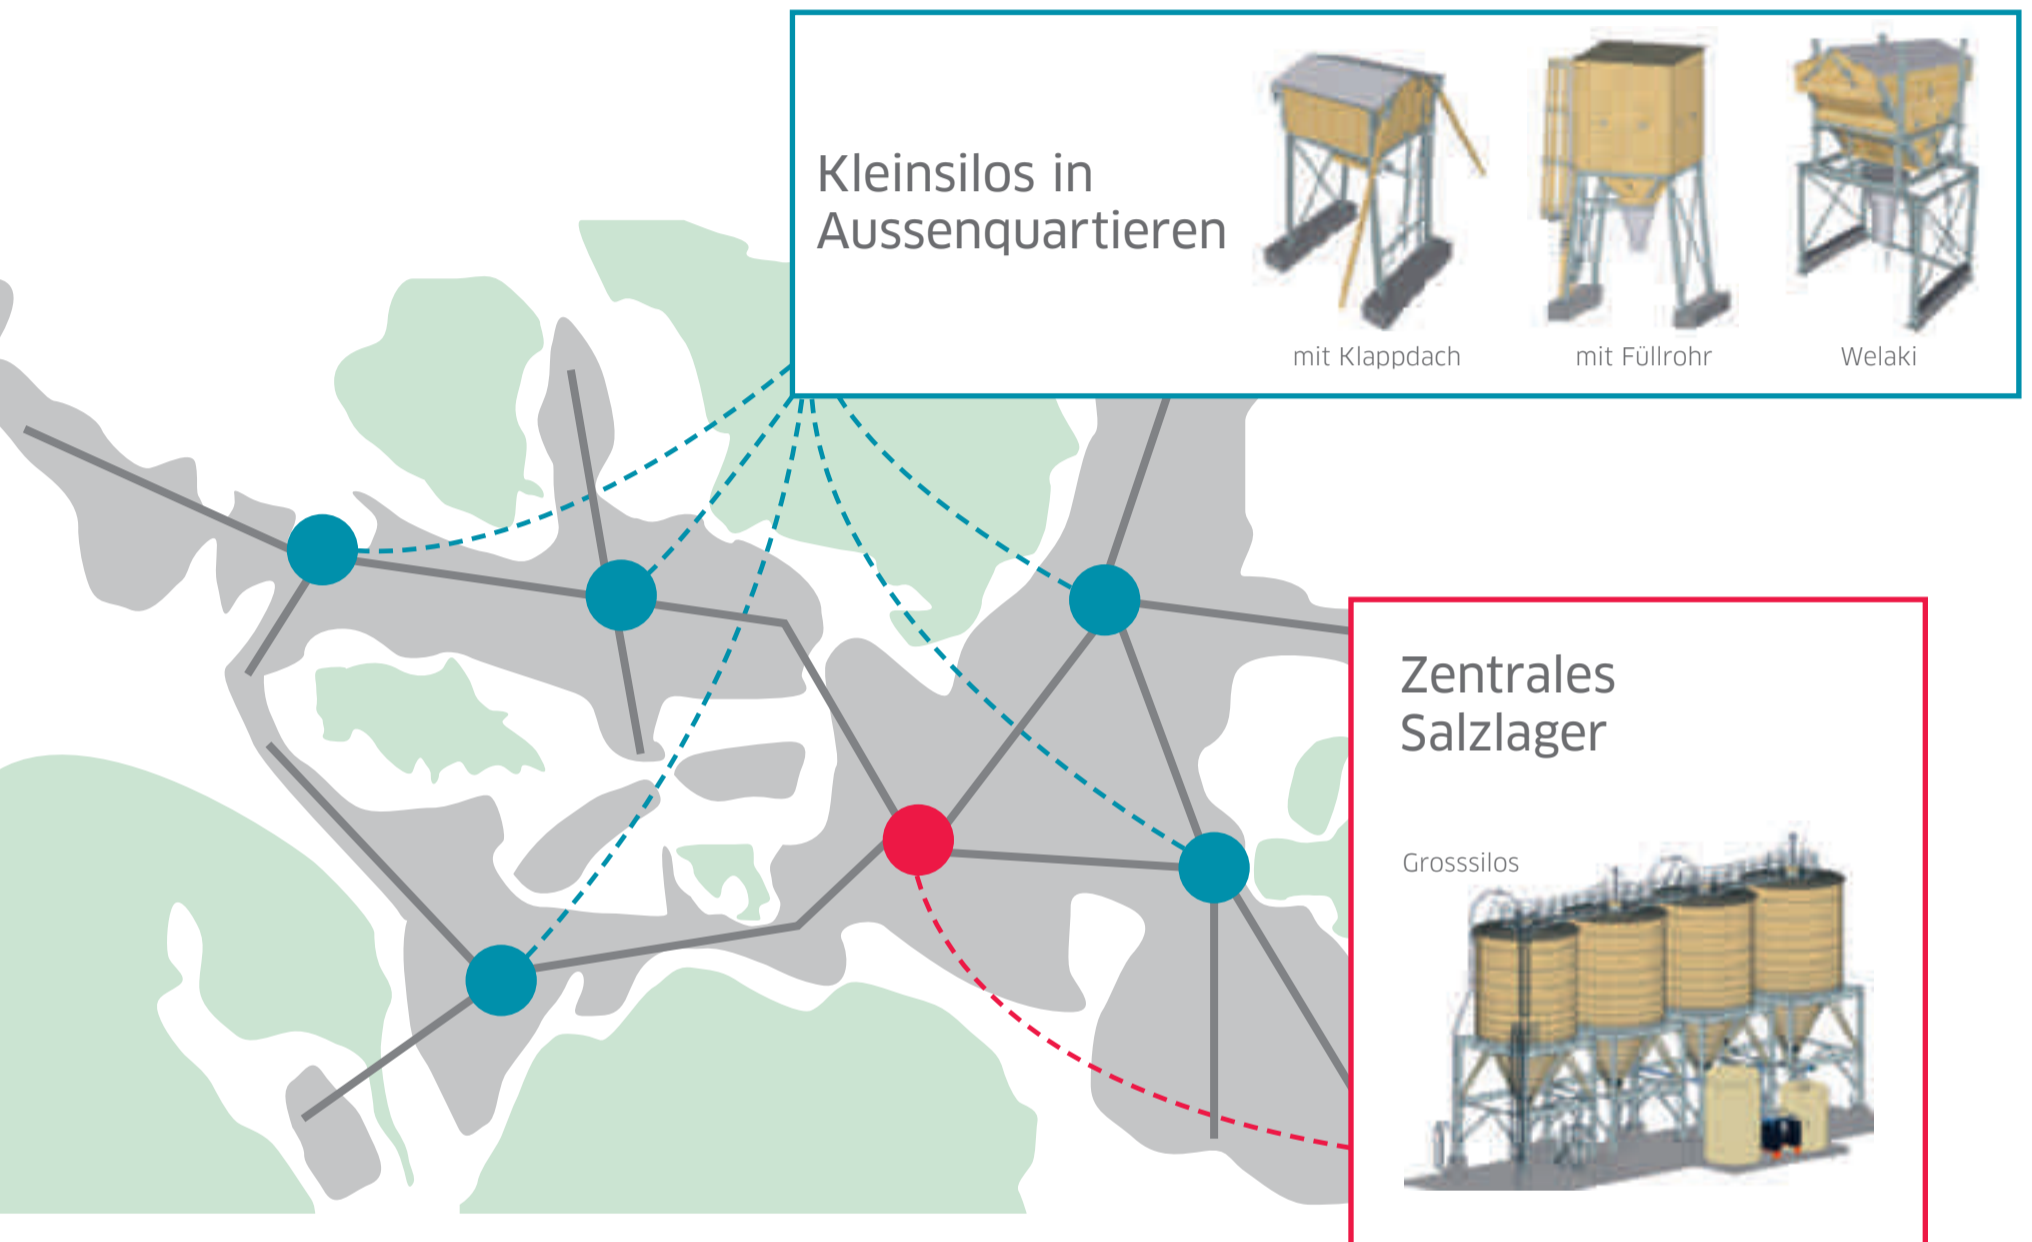 Kleinsilos in
Aussenquartieren
mit Klappdach
mit Füllrohr
Welaki
Zentrales
Salzlager
Grosssilos